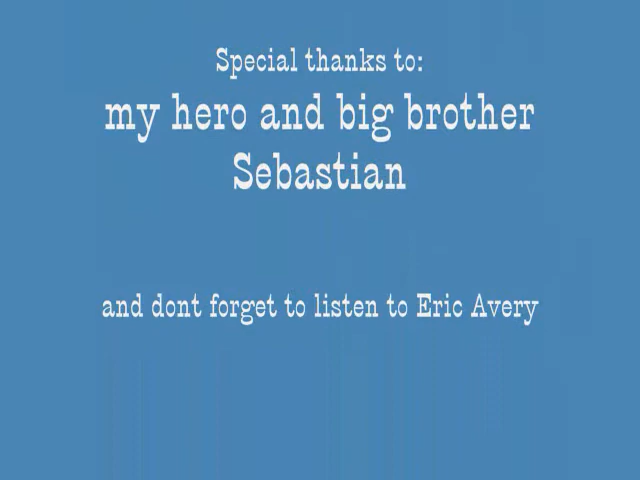 Special thanks to:
my hero and big brother
Sebastian
and dont forget to listen to Eric Avery